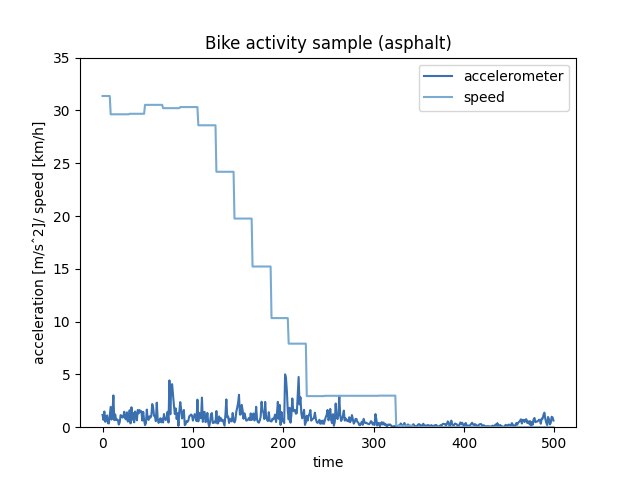 Bike activity sample (asphalt)
accelerometer
speed
35
30
25
20
15
10
5
0
acceleration [m/s^2]/ speed [km/h]
0 100 200 300 400 500
time